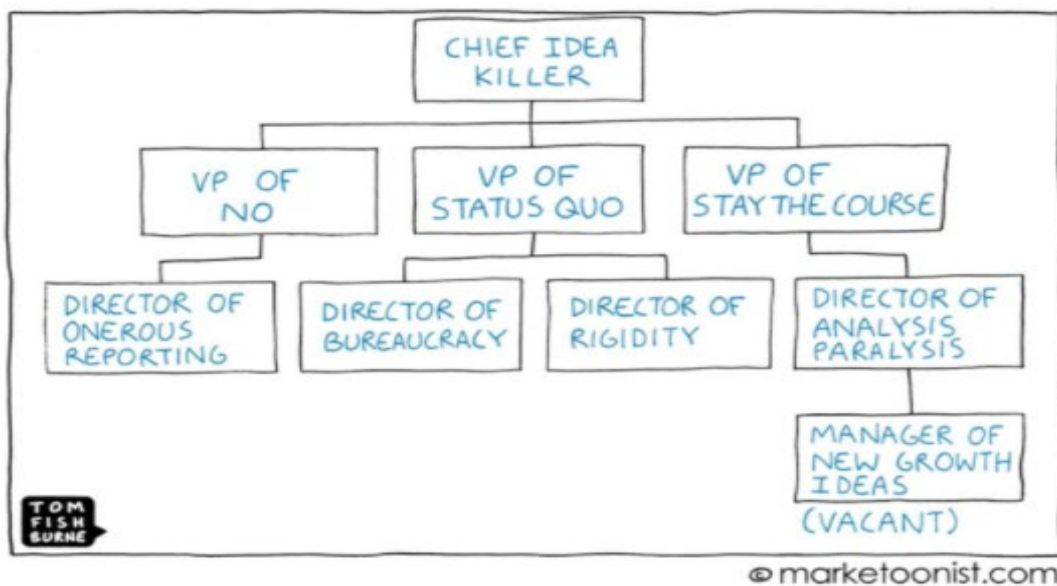 CHIEF IDEA
KILLER
VP OF
NO
VP OF
STATUS QUO
VP OF
STAY THE COURSE
DIRECTOR OF
ONEROUS
REPORTING
DIRECTOR OF
BUREAUCRACY
DIRECTOR OF
RIGIDITY
DIRECTOR OF
ANALYSIS
PARALYSIS
MANAGER OF
NEW GROWTH
IDEAS
(VACANT)
TOM
FISH
BURNE
© marketoonist.com